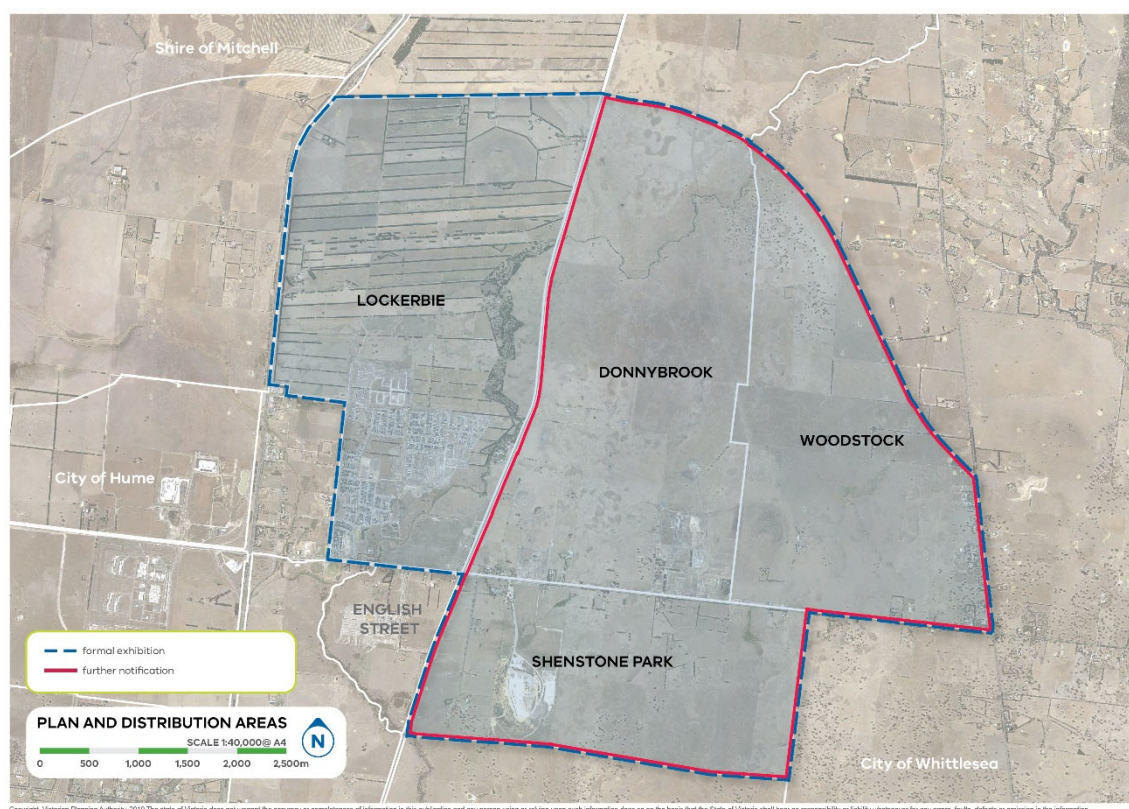 Shire of Mitchell
LOCKERBIE
DONNYBROOK
WOODSTOCK
City of Hume
ENGLISH
STREET
SHENSTONE PARK
formal exhibition
further notification
PLAN AND DISTRIBUTION AREAS
SCALE 1:40,000@ A4
0 500 1,000 1,500 2,000 2,500m
N
City of Whittlesea